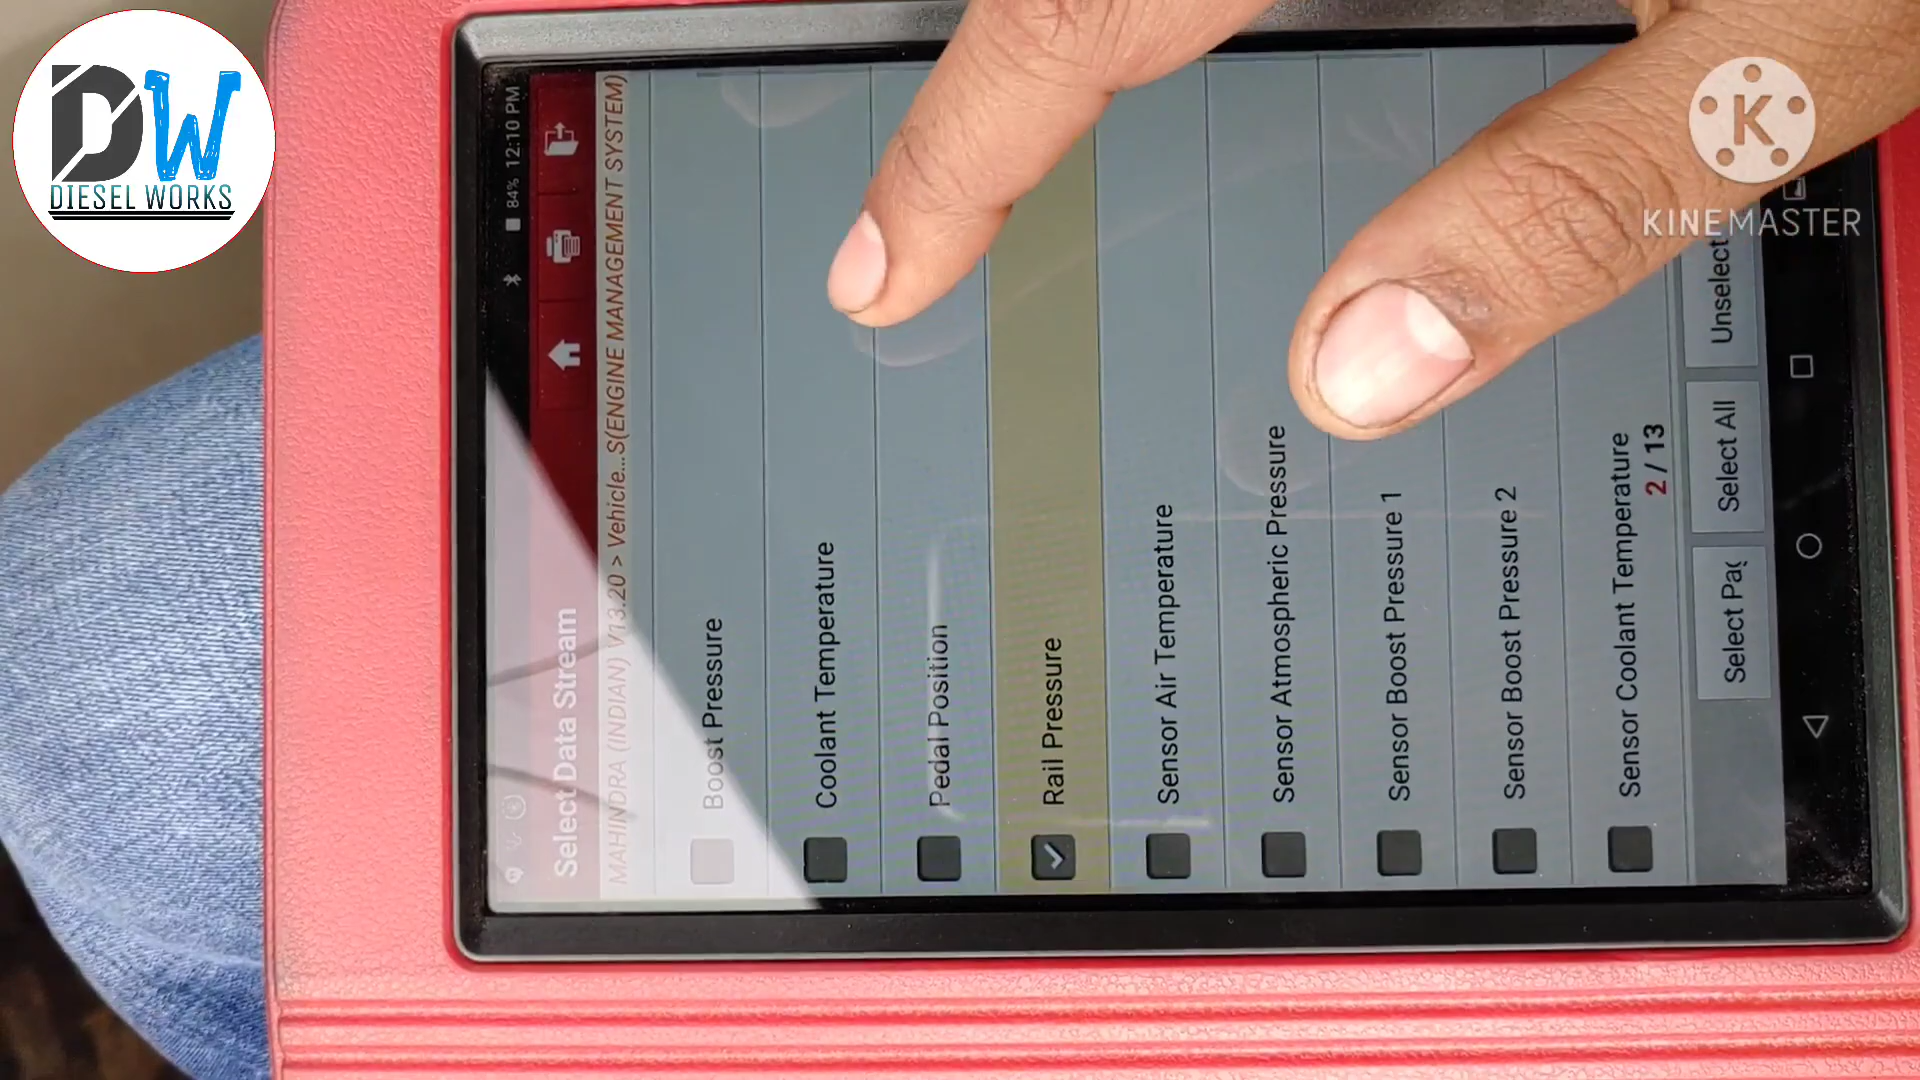 DW
DIESEL WORKS
K
KINEMASTER
84% 12:10 PM
Select Data Stream
MAHINDRA (INDIAN) V13.20 > Vehicle...S(ENGINE MANAGEMENT SYSTEM)
Boost Pressure
Coolant Temperature
Pedal Position
Rail Pressure
Sensor Air Temperature
Sensor Atmospheric Pressure
Sensor Boost Pressure 1
Sensor Boost Pressure 2
Sensor Coolant Temperature
2 / 13
Select Pag
Select All
Unselect